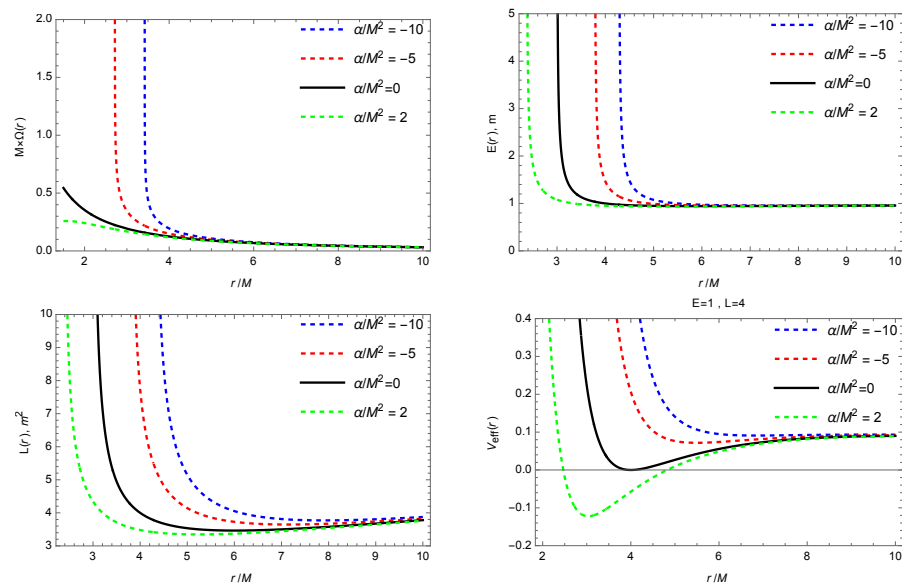 2.0
1.5
1.0
0.5
0.0
M×Ω(r)
α/M² = -10
α/M² = -5
α/M²=0
α/M² = 2
2 4 6 8 10
r/M
5
4
3
2
1
0
E(r), m
α/M² = -10
α/M² = -5
α/M²=0
α/M² = 2
3 4 5 6 7 8 9 10
r/M
10
9
8
7
6
5
4
3
L(r), m²
α/M² = -10
α/M² = -5
α/M²=0
α/M² = 2
3 4 5 6 7 8 9 10
r/M
E=1 , L=4
0.4
0.3
0.2
0.1
0.0
-0.1
-0.2
V_eff(r)
α/M² = -10
α/M² = -5
α/M²=0
α/M² = 2
2 4 6 8 10
r/M